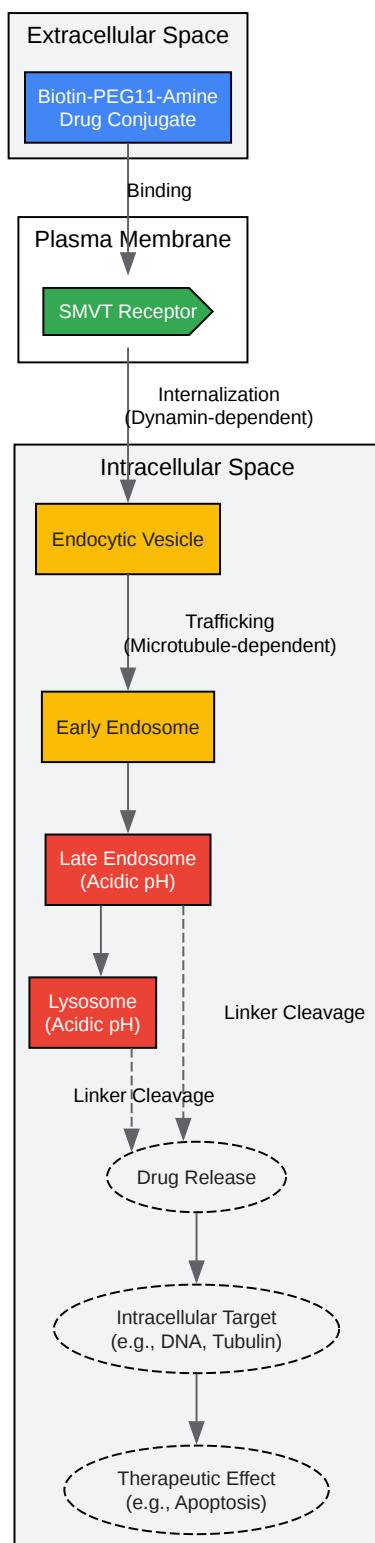 Extracellular Space
Biotin-PEG11-Amine
Drug Conjugate
Binding
Plasma Membrane
SMVT Receptor
Internalization
(Dynamin-dependent)
Intracellular Space
Endocytic Vesicle
Trafficking
(Microtubule-dependent)
Early Endosome
Late Endosome
(Acidic pH)
Lysosome
(Acidic pH)
Linker Cleavage
Linker Cleavage
Drug Release
Intracellular Target
(e.g., DNA, Tubulin)
Therapeutic Effect
(e.g., Apoptosis)